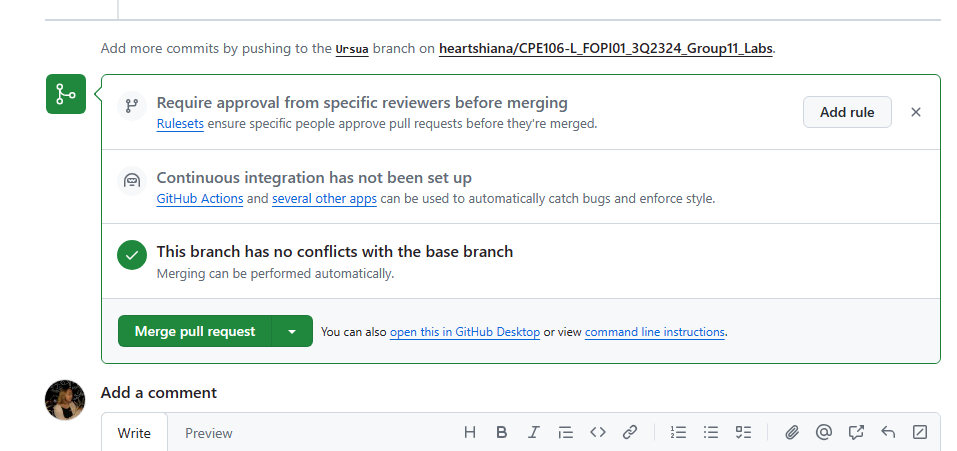 Add more commits by pushing to the Ursua branch on heartshiana/CPE106-L_FOPI01_3Q2324_Group11_Labs.
Require approval from specific reviewers before merging
Rulesets ensure specific people approve pull requests before they're merged.
Add rule
Continuous integration has not been set up
GitHub Actions and several other apps can be used to automatically catch bugs and enforce style.
This branch has no conflicts with the base branch
Merging can be performed automatically.
Merge pull request
You can also open this in GitHub Desktop or view command line instructions.
Add a comment
Write Preview